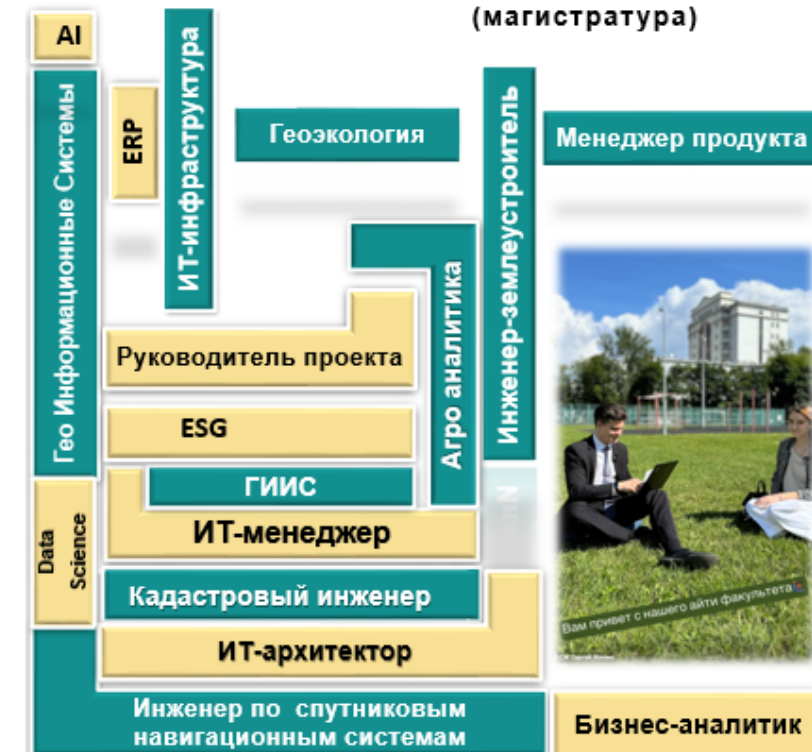 (магистратура)
AI
Гео Информационные Системы
ERP
ИТ-инфраструктура
Геоэкология
Инженер-землеустроитель
Менеджер продукта
Агро аналитика
Руководитель проекта
ESG
ГИИС
ИТ-менеджер
Data
Science
Кадастровый инженер
ИТ-архитектор
Вам привет с нашего айти факультета
Инженер по спутниковым
навигационным системам
Бизнес-аналитик